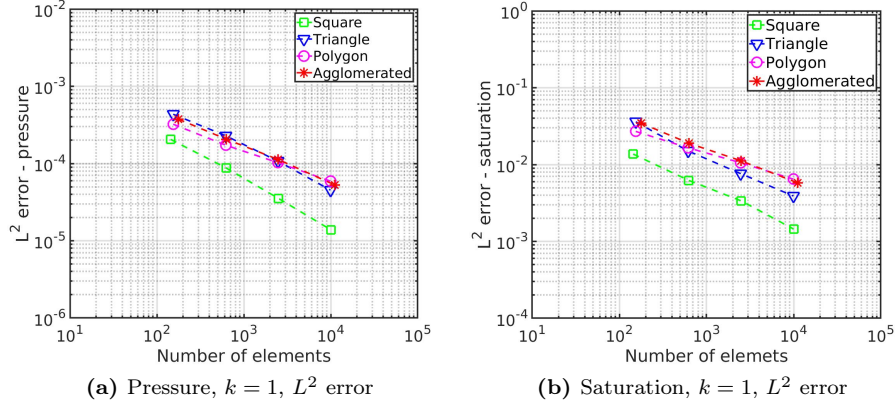 10^-2
10^-3
10^-4
10^-5
10^-6
L^2 error - pressure
Square
Triangle
Polygon
Agglomerated
10^1 10^2 10^3 10^4 10^5
Number of elements
(a) Pressure, k = 1, L^2 error
10^0
10^-1
10^-2
10^-3
10^-4
L^2 error - saturation
Square
Triangle
Polygon
Agglomerated
10^1 10^2 10^3 10^4 10^5
Number of elemets
(b) Saturation, k = 1, L^2 error